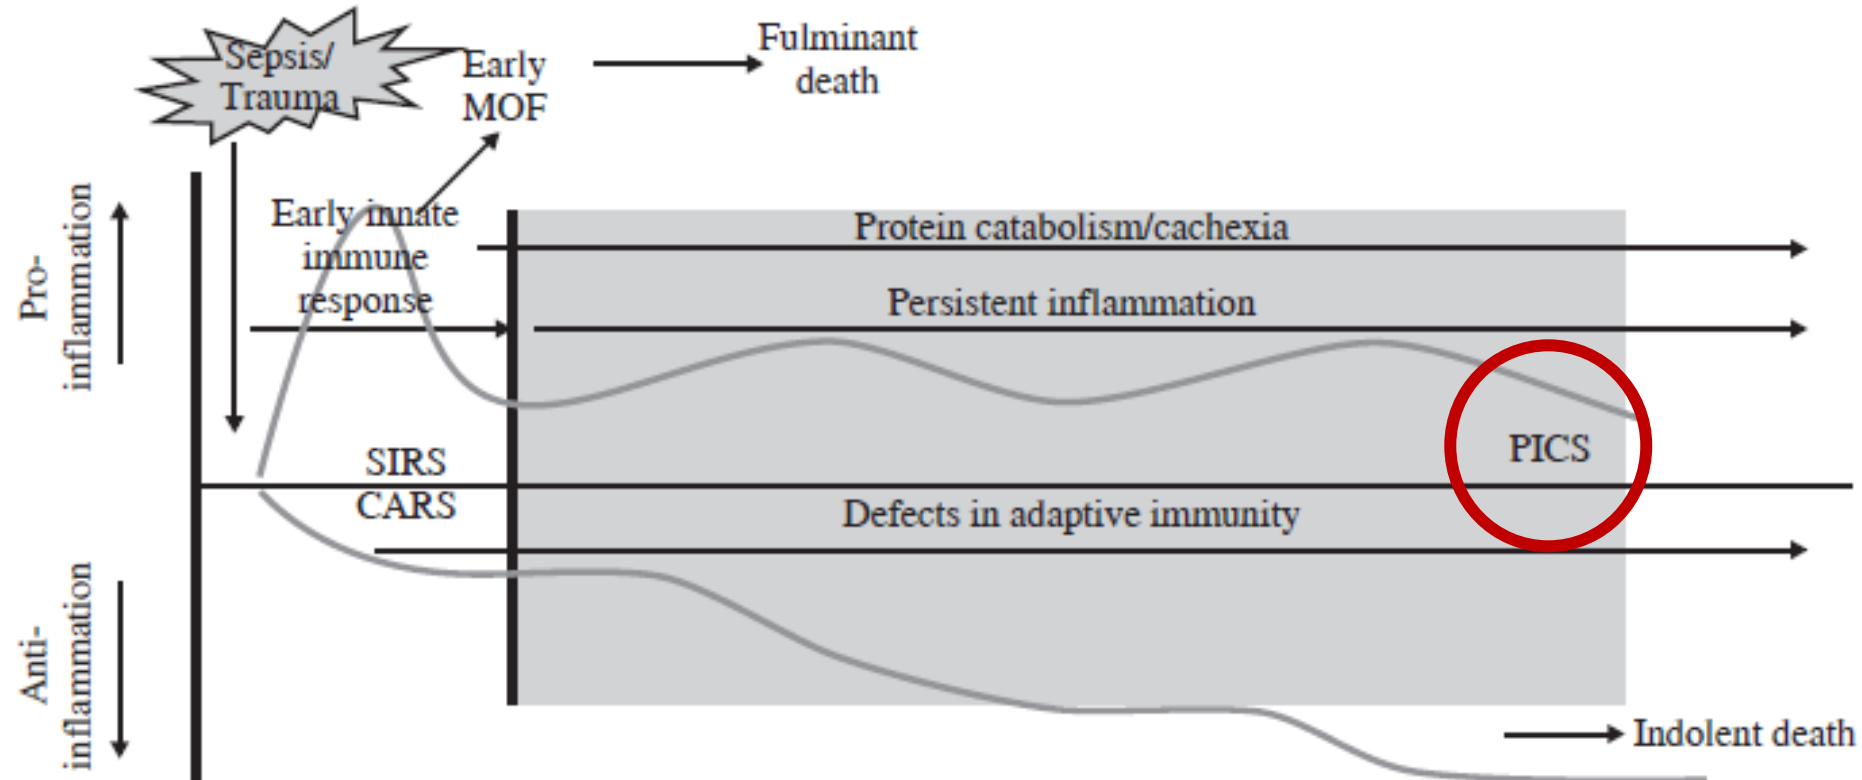 Sepsis/
Trauma
Early
MOF
Fulminant
death
Pro-
inflammation
Early innate
immune
response
Protein catabolism/cachexia
Persistent inflammation
SIRS
CARS
PICS
Defects in adaptive immunity
Anti-
inflammation
Indolent death